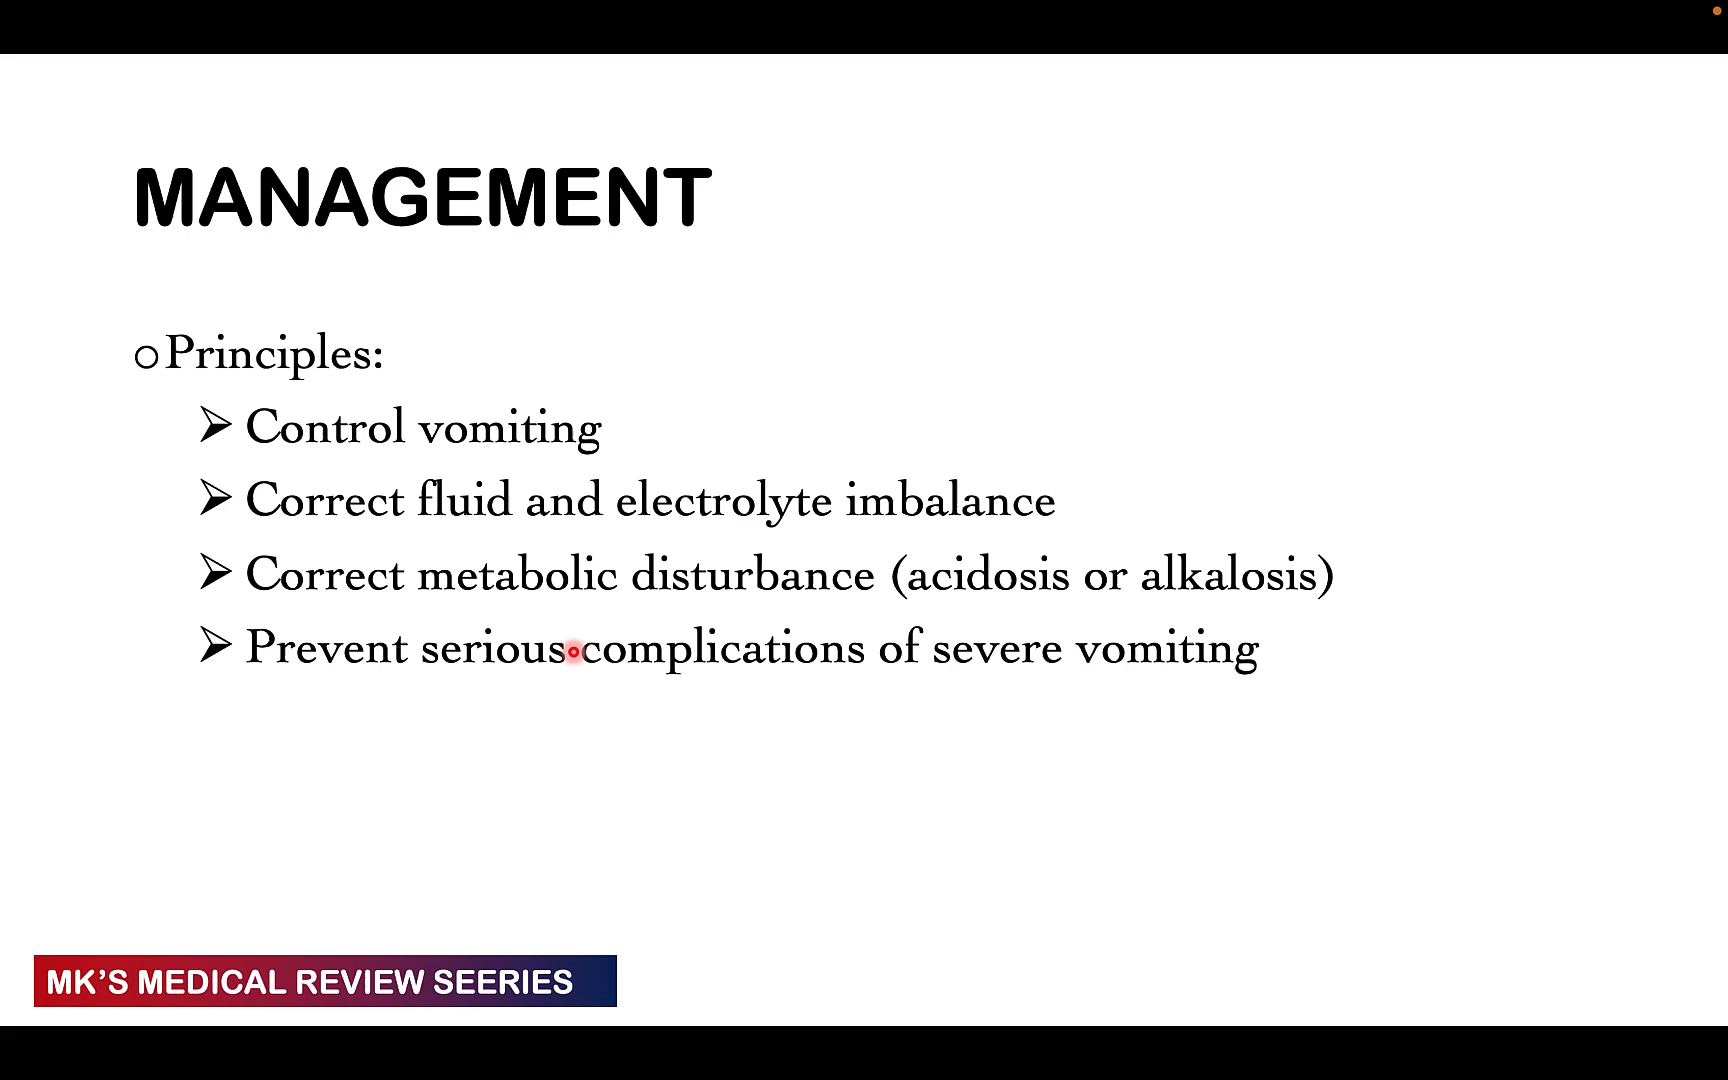 MANAGEMENT
Principles:
Control vomiting
Correct fluid and electrolyte imbalance
Correct metabolic disturbance (acidosis or alkalosis)
Prevent serious complications of severe vomiting
MK’S MEDICAL REVIEW SEERIES